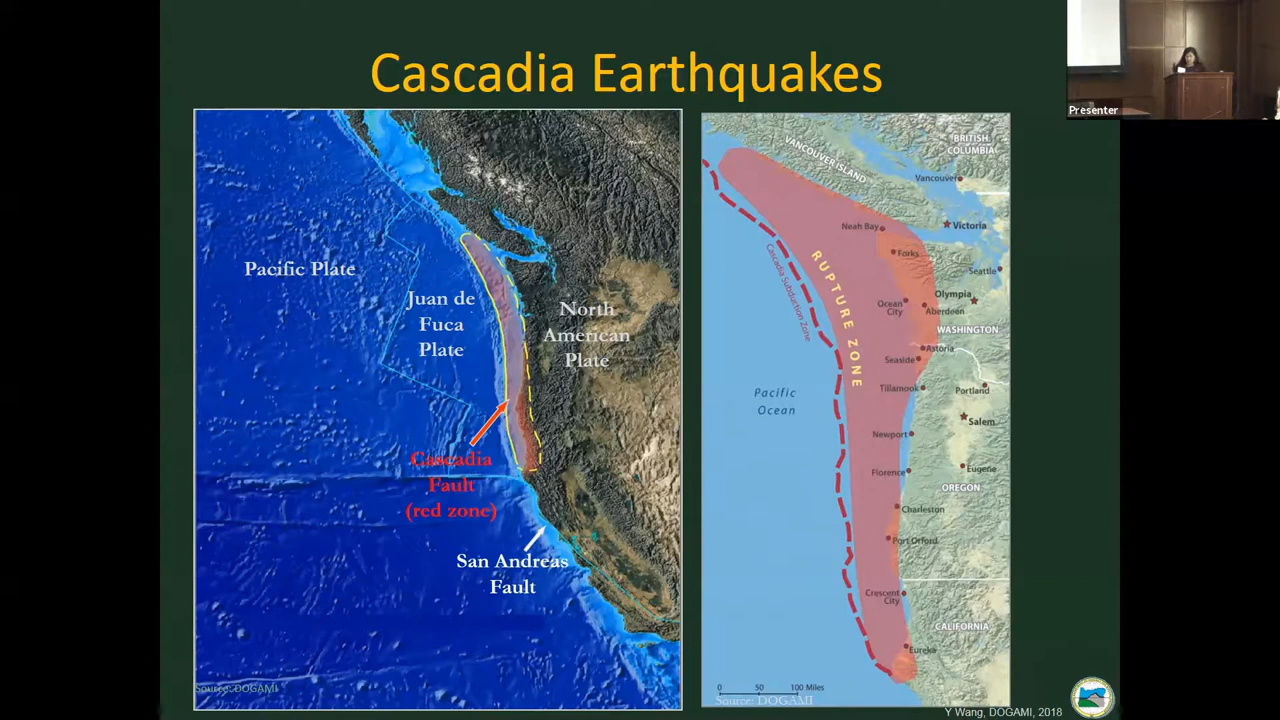 Cascadia Earthquakes
Presenter
Pacific Plate
Juan de
Fuca
Plate
North
American
Plate
Cascadia
Fault
(red zone)
San Andreas
Fault
Source: DOGAMI
BRITISH
COLUMBIA
VANCOUVER ISLAND
Vancouver
Victoria
Neah Bay
Forks
Seattle
Cascadia Subduction Zone
RUPTURE ZONE
Olympia
Ocean
City
Aberdeen
WASHINGTON
Astoria
Seaside
Tillamook
Portland
Pacific
Ocean
Salem
Newport
Florence
Eugene
OREGON
Charleston
Port Orford
Crescent
City
CALIFORNIA
Eureka
0 50 100 Miles
Source: DOGAMI
Y Wang, DOGAMI, 2018